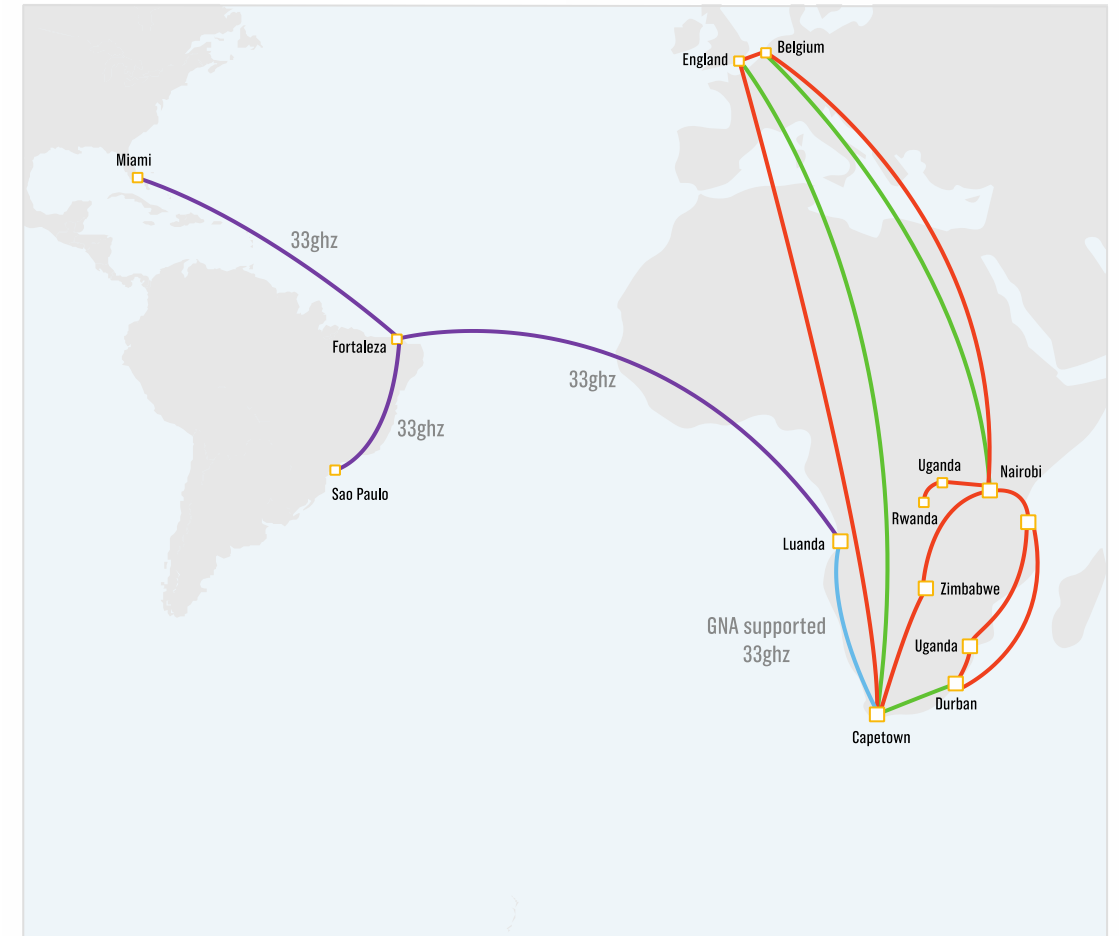 England
Belgium
Miami
33ghz
Fortaleza
33ghz
33ghz
Sao Paulo
Uganda
Nairobi
Rwanda
Luanda
Zimbabwe
GNA supported
33ghz
Uganda
Durban
Capetown